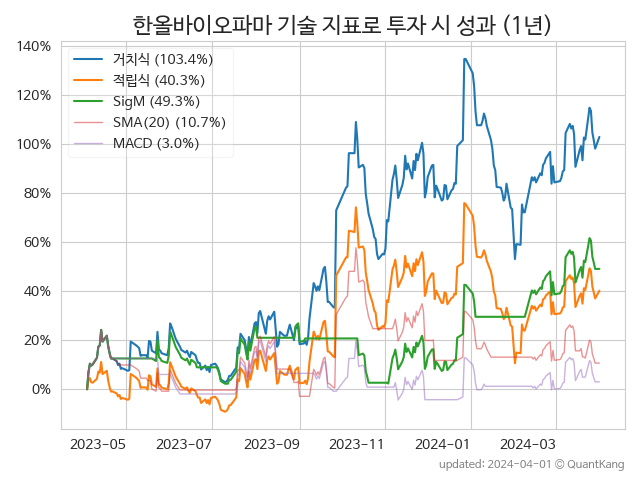 한올바이오파마 기술 지표로 투자 시 성과 (1년)
140%
120%
100%
80%
60%
40%
20%
0%
거치식 (103.4%)
적립식 (40.3%)
SigM (49.3%)
SMA(20) (10.7%)
MACD (3.0%)
2023-05
2023-07
2023-09
2023-11
2024-01
2024-03
updated: 2024-04-01 © QuantKang